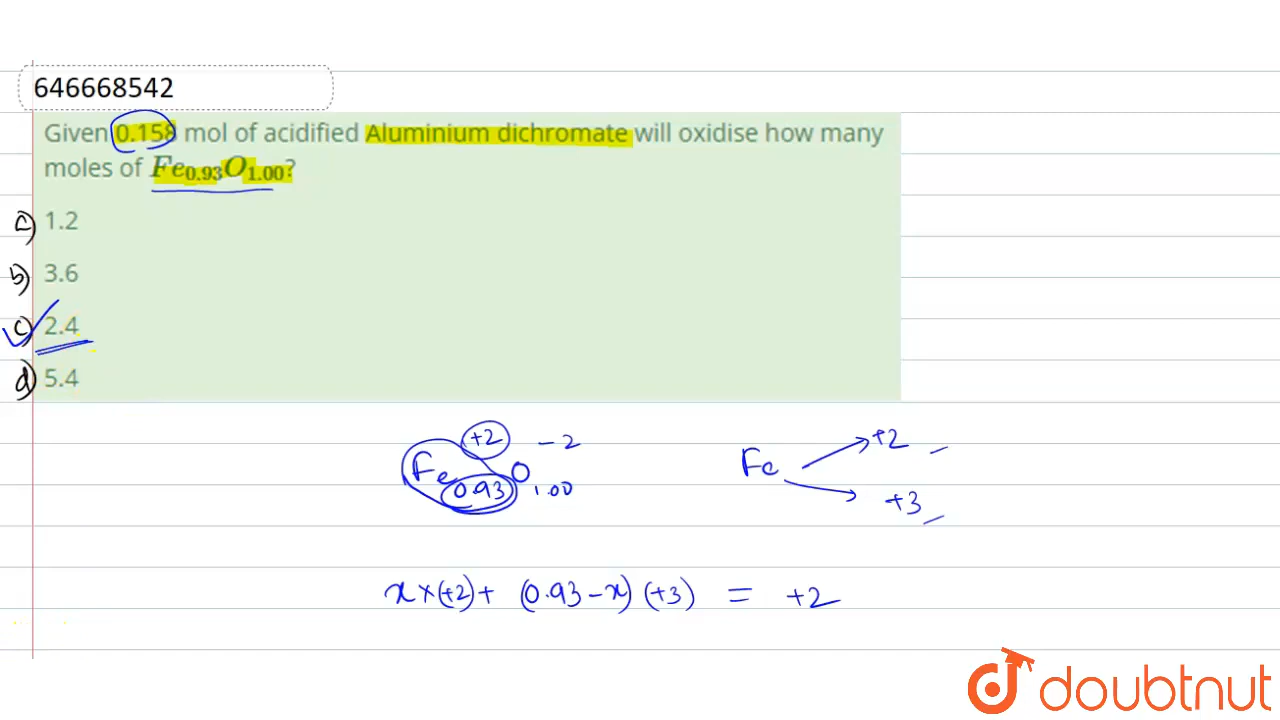 646668542
Given 0.158 mol of acidified Aluminium dichromate will oxidise how many
moles of Fe0.93O1.00?
a) 1.2
b) 3.6
c) 2.4
d) 5.4
+2 -2
Fe0.93O1.00
Fe +2
+3
x×(+2)+ (0.93-x)(+3) = +2
doubtnut